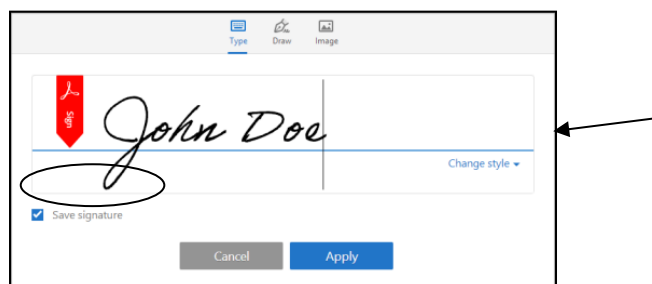 Type Draw Image
Sign
John Doe
Change style
Save signature
Cancel Apply